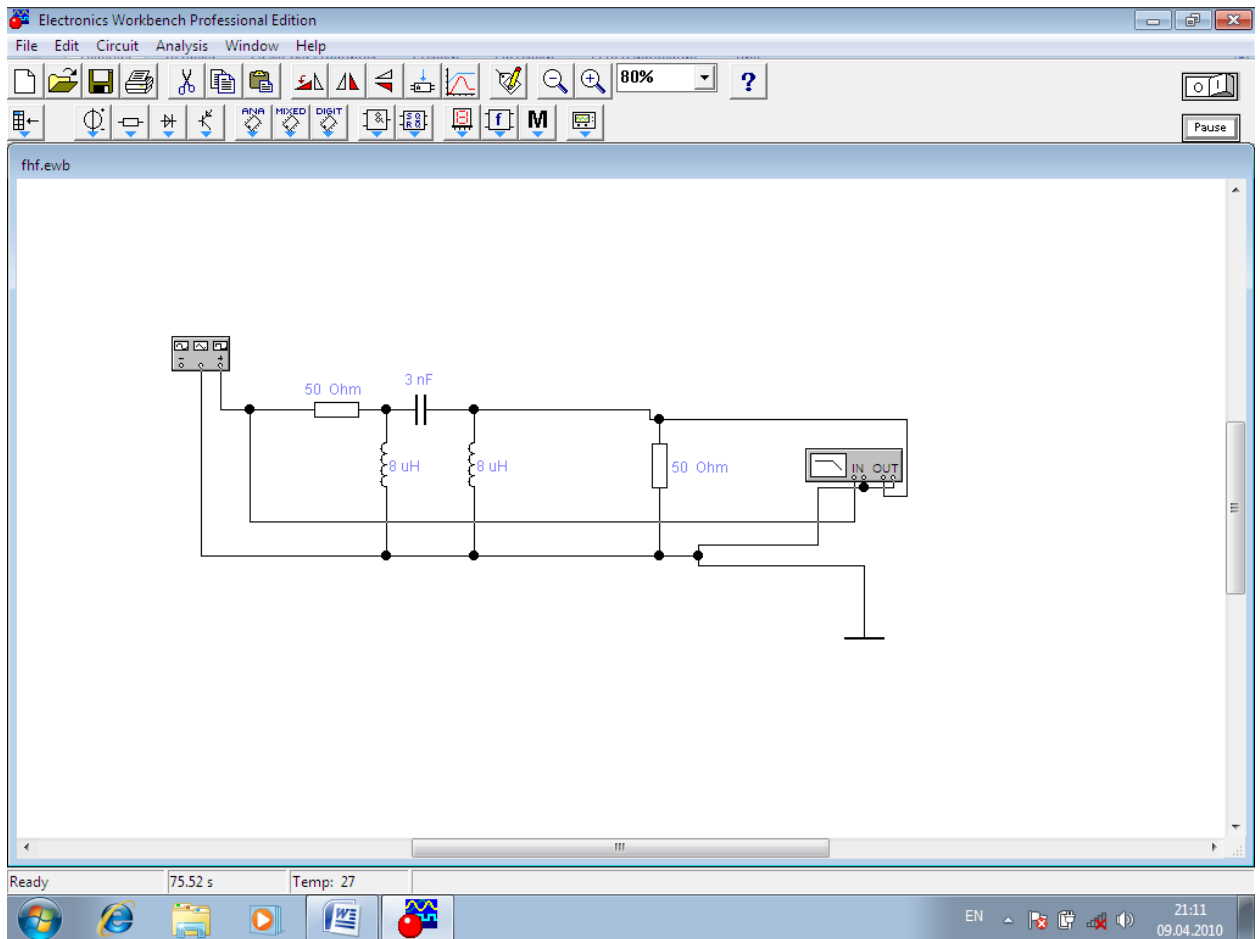 Electronics Workbench Professional Edition
File Edit Circuit Analysis Window Help
80%
?
ANA MIXED DIGIT
M
Pause
fhf.ewb
3 nF
50 Ohm
8 uH
8 uH
50 Ohm
IN OUT
Ready 75.52 s Temp: 27
EN
21:11
09.04.2010